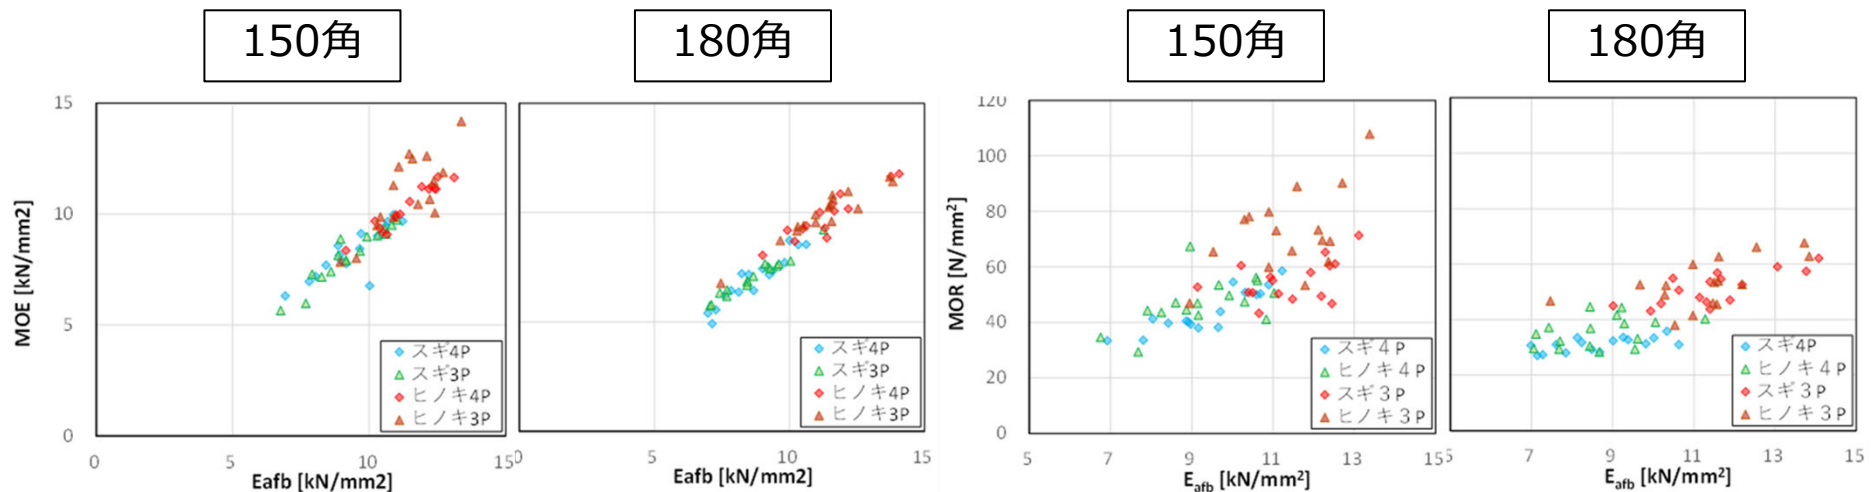 150角
180角
150角
180角
15
10
5
0
MOE [kN/mm2]
0
5
10
15
Eafb [kN/mm2]
スギ4P
スギ3P
ヒノキ4P
ヒノキ3P
0
5
10
15
Eafb [kN/mm2]
スギ4P
スギ3P
ヒノキ4P
ヒノキ3P
120
100
80
60
40
20
0
MOR [N/mm²]
5
7
9
11
13
15
Eafb [kN/mm²]
スギ４P
ヒノキ４P
スギ３P
ヒノキ３P
5
7
9
11
13
15
Eafb [kN/mm²]
スギ4P
ヒノキ４P
スギ３P
ヒノキ３P